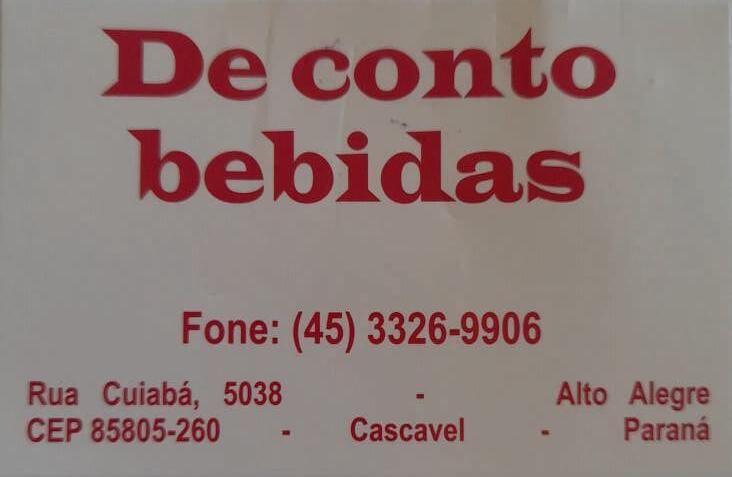 De conto
bebidas
Fone: (45) 3326-9906
Rua Cuiabá, 5038 - Alto Alegre
CEP 85805-260 - Cascavel - Paraná